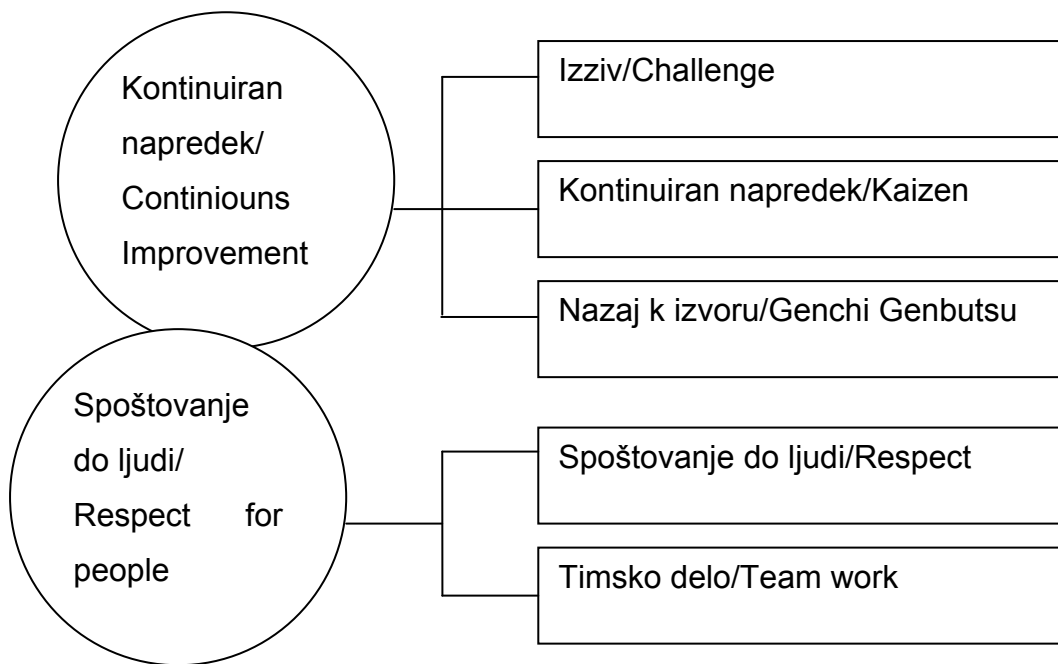 Kontinuiran
napredek/
Continiouns
Improvement
Izziv/Challenge
Kontinuiran napredek/Kaizen
Nazaj k izvoru/Genchi Genbutsu
Spoštovanje
do ljudi/
Respect for
people
Spoštovanje do ljudi/Respect
Timsko delo/Team work